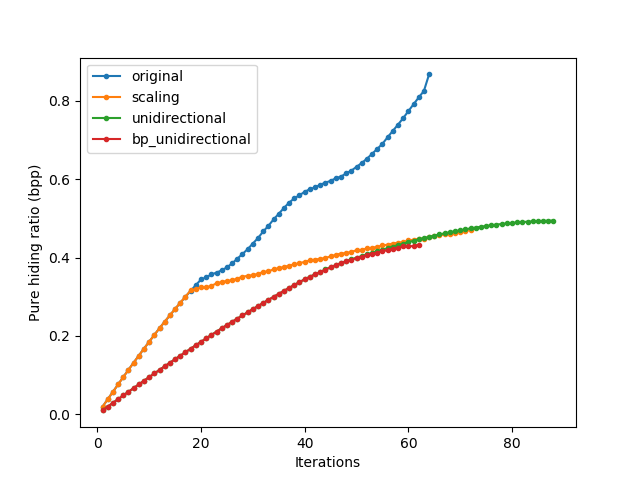 original
scaling
unidirectional
bp_unidirectional
Pure hiding ratio (bpp)
0.8
0.6
0.4
0.2
0.0
0 20 40 60 80
Iterations